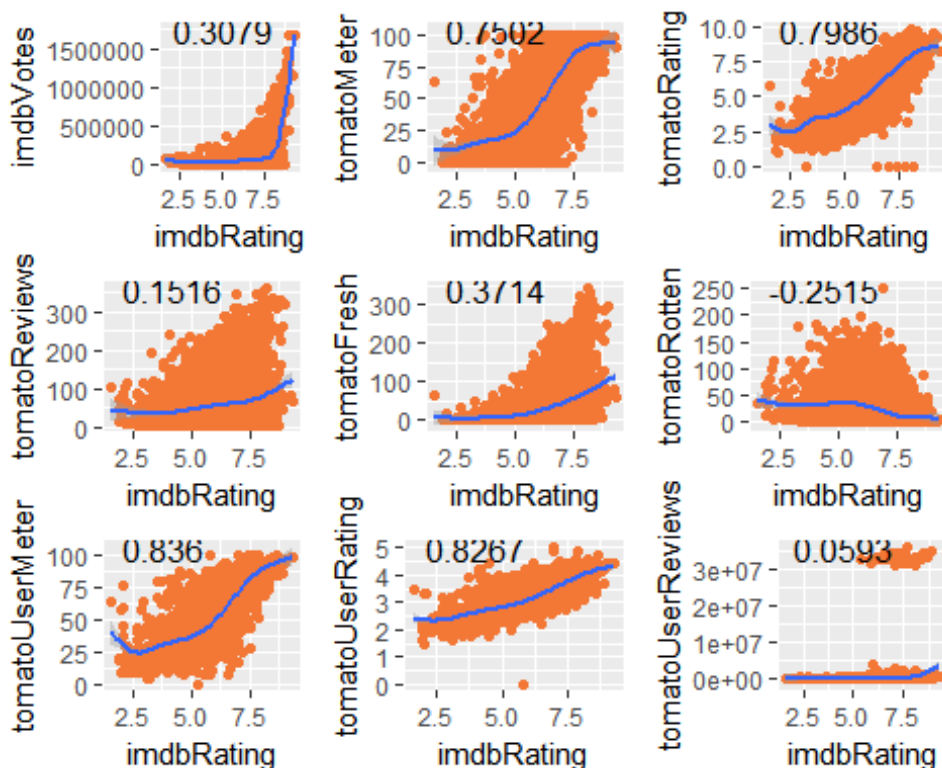 imdbVotes
0.3079
1500000
1000000
500000
0
2.5 5.0 7.5
imdbRating
tomatoMeter
0.7502
100
75
50
25
0
2.5 5.0 7.5
imdbRating
tomatoRating
0.7986
10.0
7.5
5.0
2.5
0.0
2.5 5.0 7.5
imdbRating
tomatoReviews
0.1516
300
200
100
0
2.5 5.0 7.5
imdbRating
tomatoFresh
0.3714
300
200
100
0
2.5 5.0 7.5
imdbRating
tomatoRotten
-0.2515
250
200
150
100
50
0
2.5 5.0 7.5
imdbRating
tomatoUserMeter
0.836
100
75
50
25
0
2.5 5.0 7.5
imdbRating
tomatoUserRating
0.8267
5
4
3
2
1
0
2.5 5.0 7.5
imdbRating
tomatoUserReviews
0.0593
3e+07
2e+07
1e+07
0e+00
2.5 5.0 7.5
imdbRating